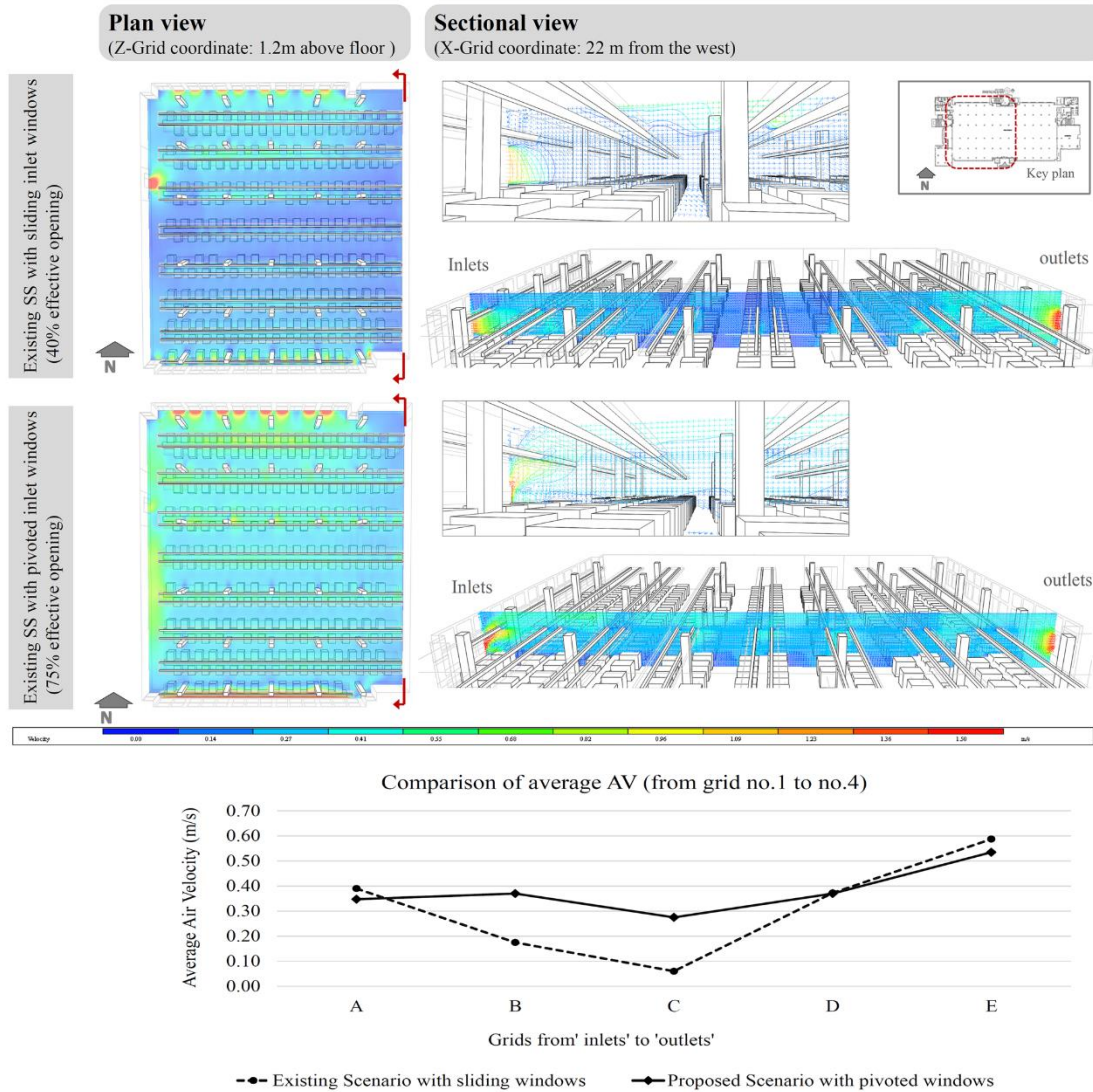 Plan view
(Z-Grid coordinate: 1.2m above floor )
Sectional view
(X-Grid coordinate: 22 m from the west)
Existing SS with sliding inlet windows
(40% effective opening)
N
N
Key plan
Inlets
outlets
Existing SS with pivoted inlet windows
(75% effective opening)
N
Inlets
outlets
Velocity 0.00 0.14 0.27 0.41 0.55 0.68 0.82 0.96 1.09 1.23 1.36 1.50 m/s
Comparison of average AV (from grid no.1 to no.4)
Average Air Velocity (m/s)
0.70
0.60
0.50
0.40
0.30
0.20
0.10
0.00
A B C D E
Grids from' inlets' to 'outlets'
Existing Scenario with sliding windows
Proposed Scenario with pivoted windows